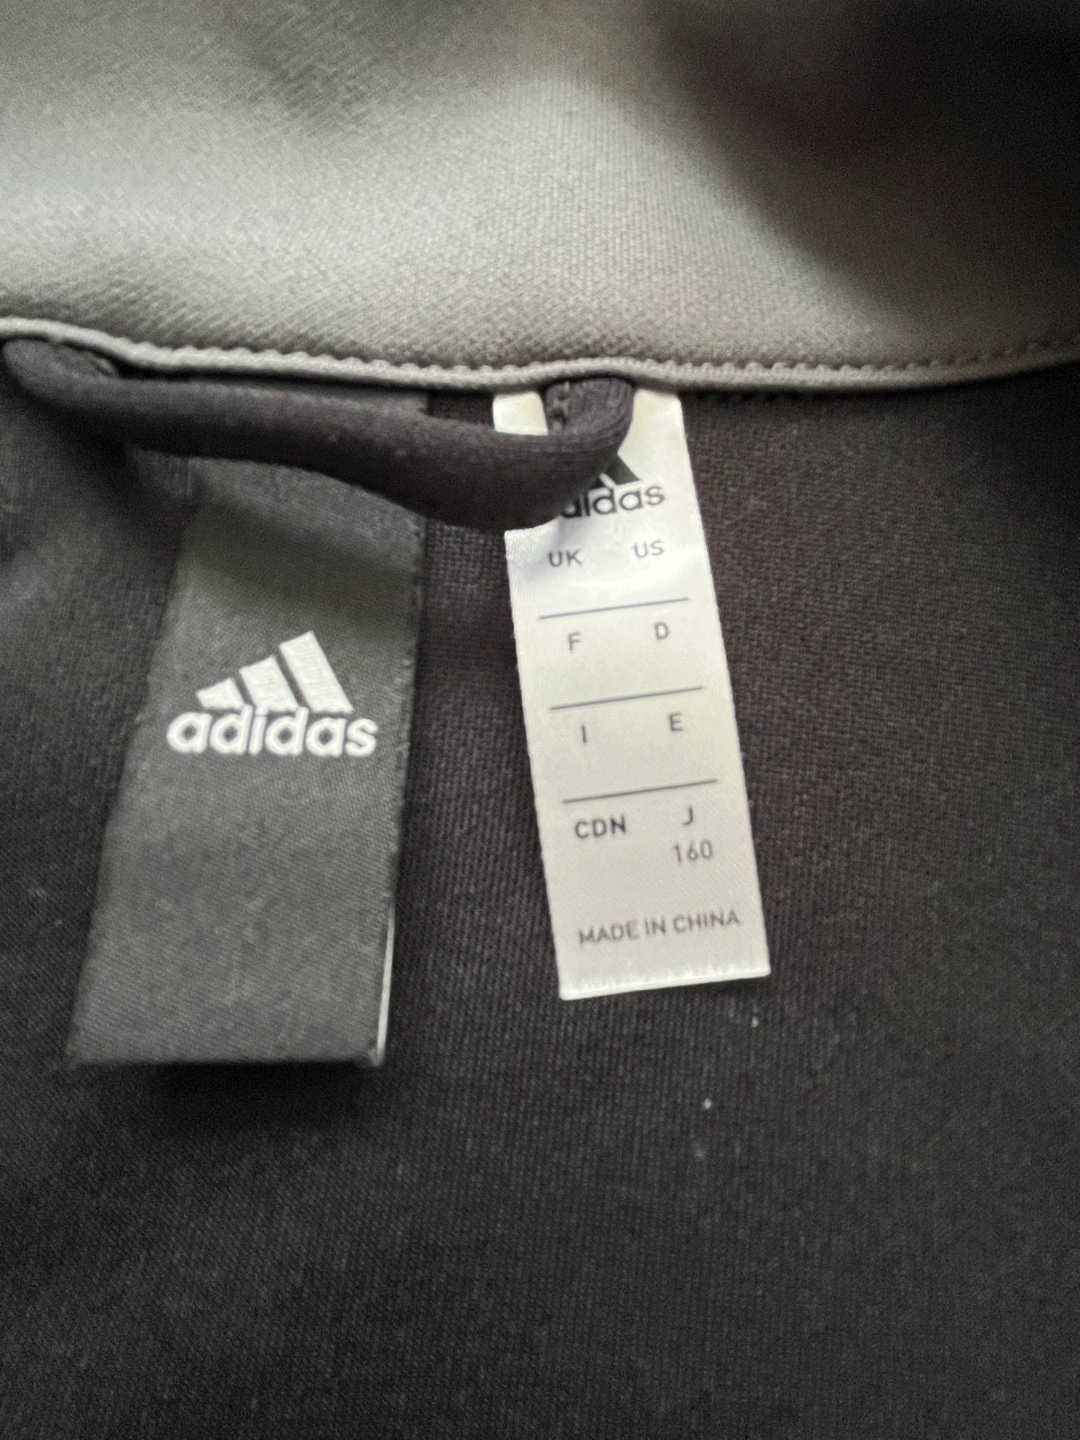 adidas
adidas
UK US
F D
I E
CDN J
160
MADE IN CHINA